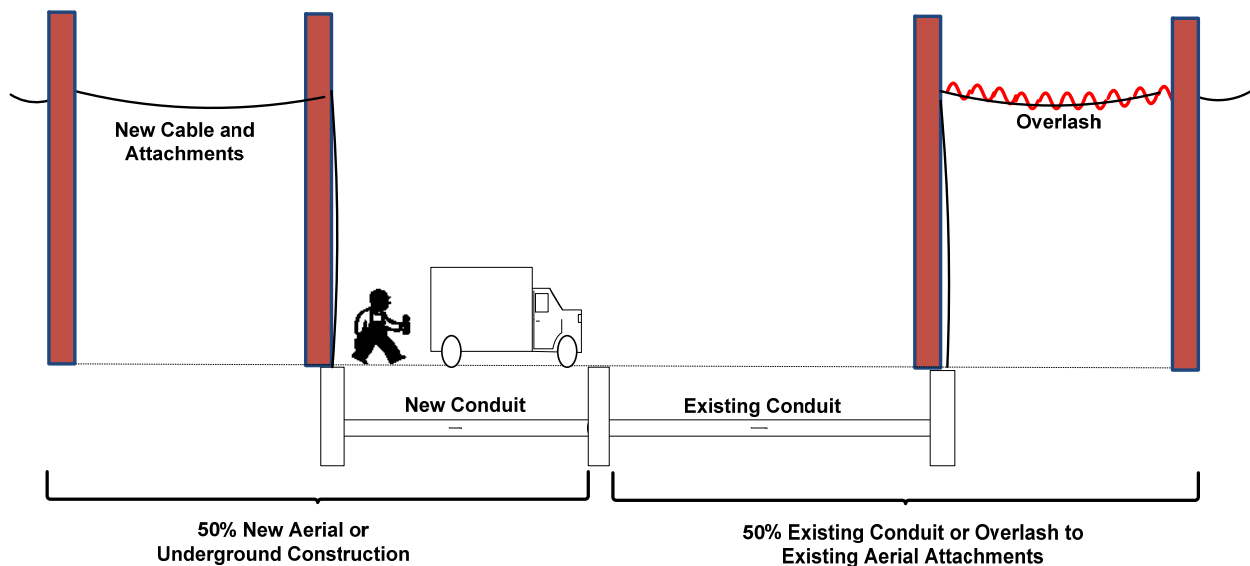 New Cable and
Attachments
Overlash
New Conduit
Existing Conduit
50% New Aerial or
Underground Construction
50% Existing Conduit or Overlash to
Existing Aerial Attachments